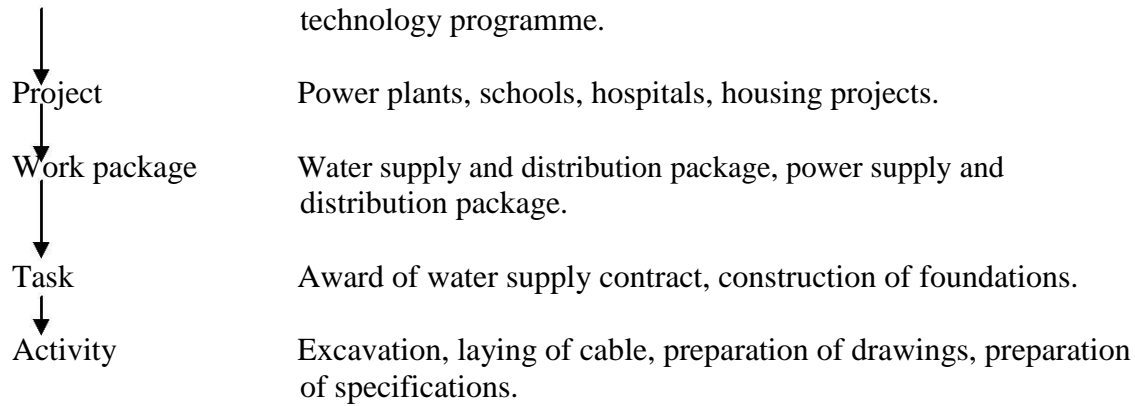 technology programme.
Project Power plants, schools, hospitals, housing projects.
Work package Water supply and distribution package, power supply and
distribution package.
Task Award of water supply contract, construction of foundations.
Activity Excavation, laying of cable, preparation of drawings, preparation
of specifications.